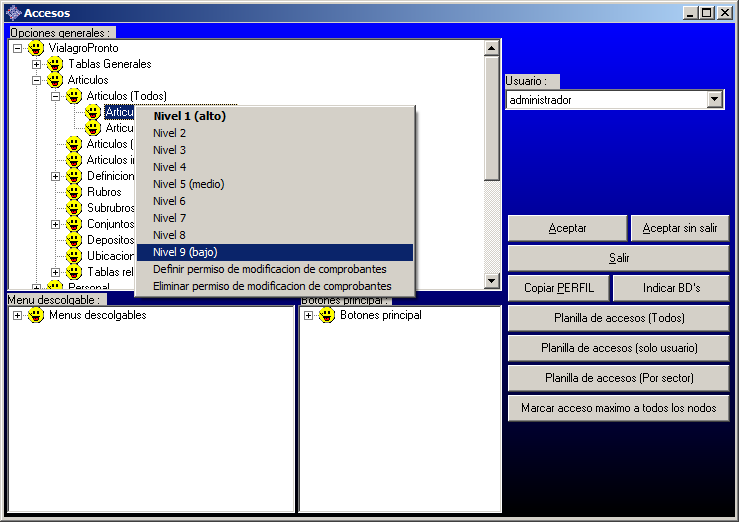 Accesos
Opciones generales :
VialagroPronto
Tablas Generales
Articulos
Articulos (Todos)
Articu
Articu
Articulos (
Articulos i
Definicion
Rubros
Subrubros
Conjuntos
Depositos
Ubicacion
Tablas rel
Personal
Nivel 1 (alto)
Nivel 2
Nivel 3
Nivel 4
Nivel 5 (medio)
Nivel 6
Nivel 7
Nivel 8
Nivel 9 (bajo)
Definir permiso de modificacion de comprobantes
Eliminar permiso de modificacion de comprobantes
Usuario :
administrador
Aceptar
Aceptar sin salir
Salir
Copiar PERFIL
Indicar BD's
Planilla de accesos (Todos)
Planilla de accesos (solo usuario)
Planilla de accesos (Por sector)
Marcar acceso maximo a todos los nodos
Menu descolgable :
Menus descolgables
Botones principal :
Botones principal